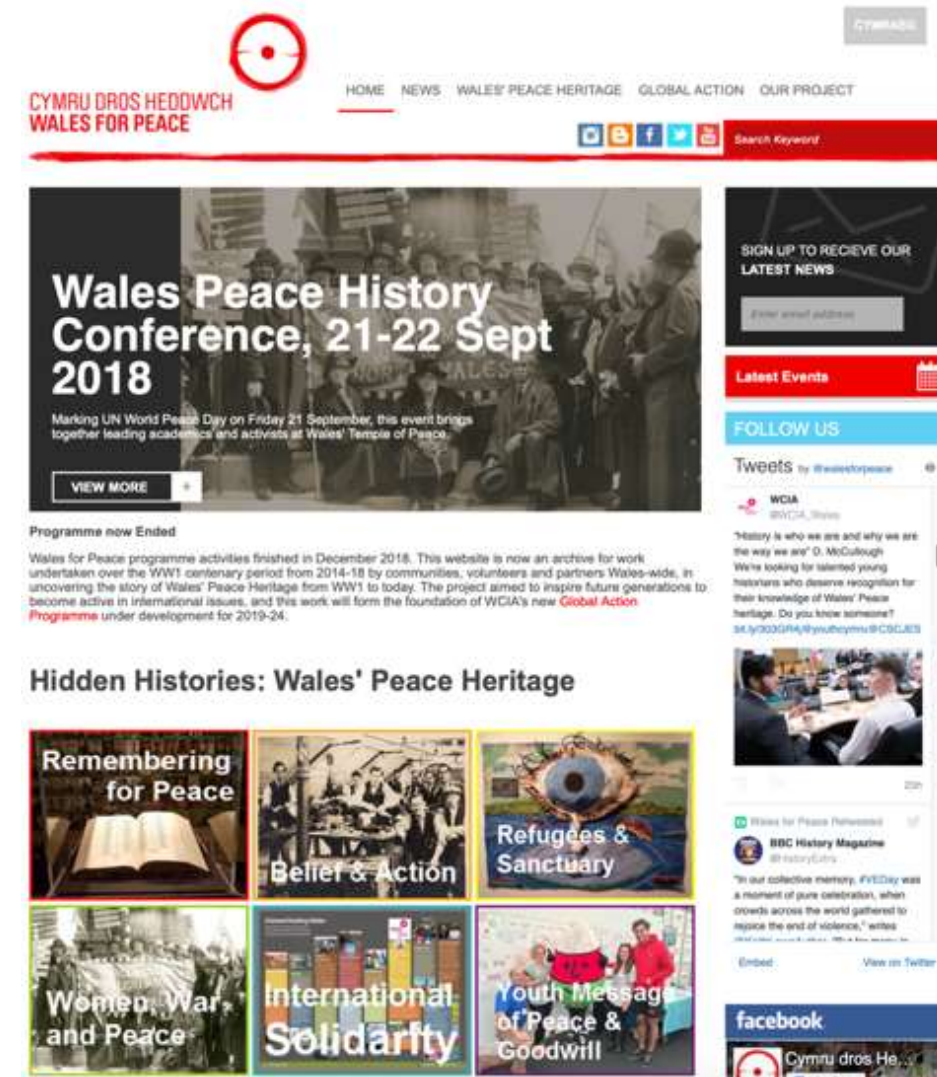 CYMRAEG
CYMRU DROS HEDDWCH
WALES FOR PEACE
HOME NEWS WALES' PEACE HERITAGE GLOBAL ACTION OUR PROJECT
Search Keyword
Wales Peace History
Conference, 21-22 Sept
2018
Marking UN World Peace Day on Friday 21 September, this event brings
together leading academics and activists at Wales' Temple of Peace.
VIEW MORE +
SIGN UP TO RECIEVE OUR
LATEST NEWS
Enter email address
Latest Events
FOLLOW US
Programme now Ended
Wales for Peace programme activities finished in December 2018. This website is now an archive for work
undertaken over the WW1 centenary period from 2014-18 by communities, volunteers and partners Wales-wide, in
uncovering the story of Wales' Peace Heritage from WW1 to today. The project aimed to inspire future generations to
become active in international issues, and this work will form the foundation of WCIA's new Global Action
Programme under development for 2019-24.
Tweets by @walesforpeace
WCIA
@WCIA_Wales
"History is who we are and why we are
the way we are" D. McCullough
We're looking for talented young
historians who deserve recognition for
their knowledge of Wales' Peace
heritage. Do you know someone?
Hidden Histories: Wales' Peace Heritage
Remembering
for Peace
Belief & Action
Refugees &
Sanctuary
Women, War
and Peace
International
Solidarity
Youth Message
of Peace &
Goodwill
Wales for Peace Retweeted
BBC History Magazine
@HistoryExtra
"In our collective memory, #VEDay was
a moment of pure celebration, when
crowds across the world gathered to
rejoice the end of violence," writes
Embed View on Twitter
facebook
Cymru dros He...